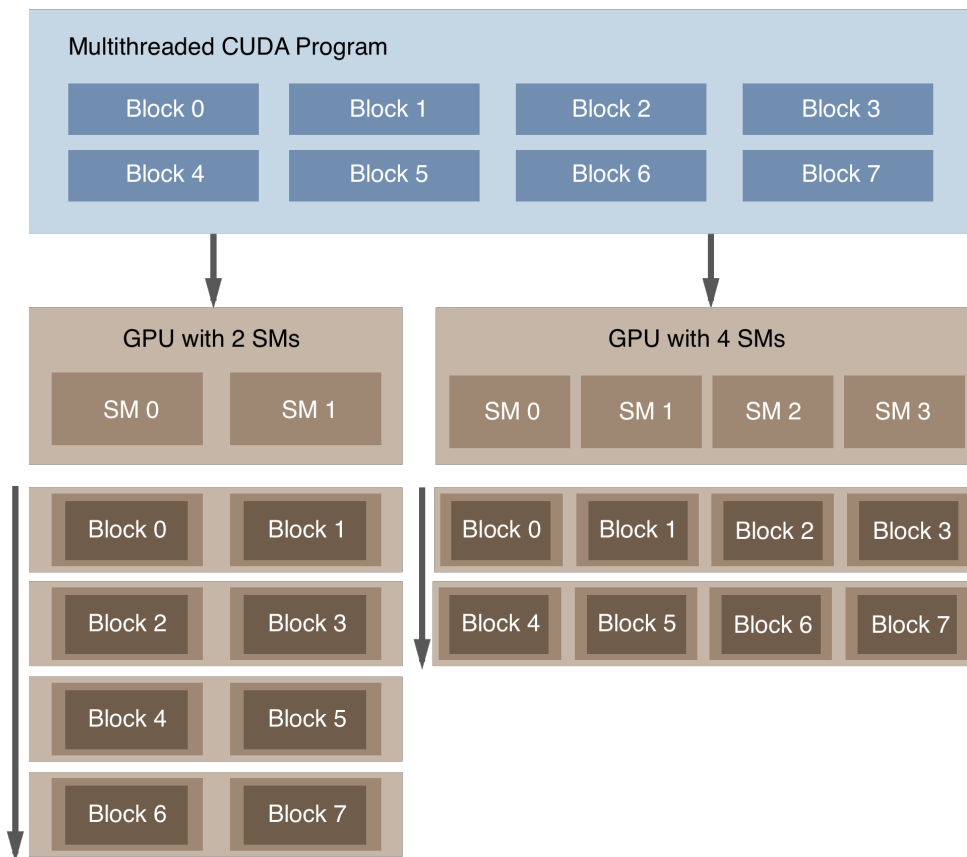 Multithreaded CUDA Program
Block 0 Block 1 Block 2 Block 3
Block 4 Block 5 Block 6 Block 7
GPU with 2 SMs
SM 0 SM 1
Block 0 Block 1
Block 2 Block 3
Block 4 Block 5
Block 6 Block 7
GPU with 4 SMs
SM 0 SM 1 SM 2 SM 3
Block 0 Block 1 Block 2 Block 3
Block 4 Block 5 Block 6 Block 7